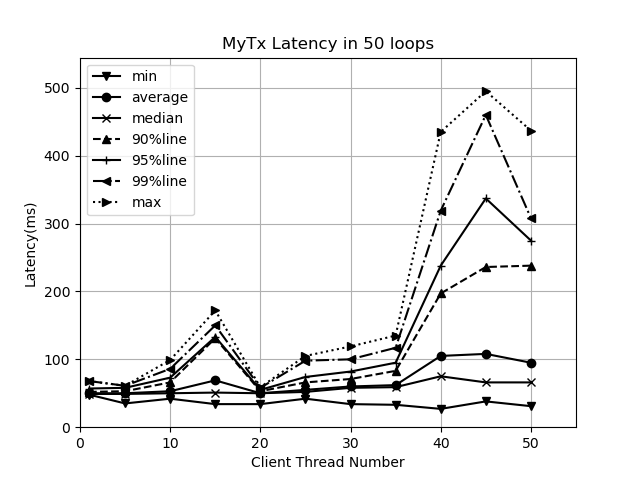 MyTx Latency in 50 loops
min
average
median
90%line
95%line
99%line
max
Latency(ms)
500
400
300
200
100
0
0 10 20 30 40 50
Client Thread Number